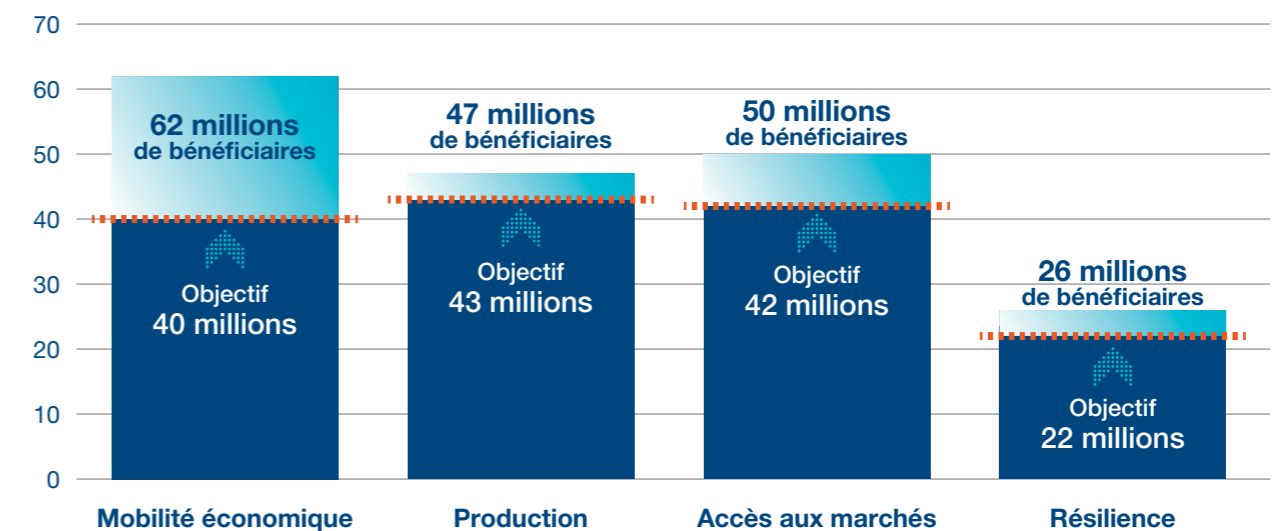 70
60
50
40
30
20
10
0
62 millions
de bénéficiaires
Objectif
40 millions
Mobilité économique
47 millions
de bénéficiaires
Objectif
43 millions
Production
50 millions
de bénéficiaires
Objectif
42 millions
Accès aux marchés
26 millions
de bénéficiaires
Objectif
22 millions
Résilience